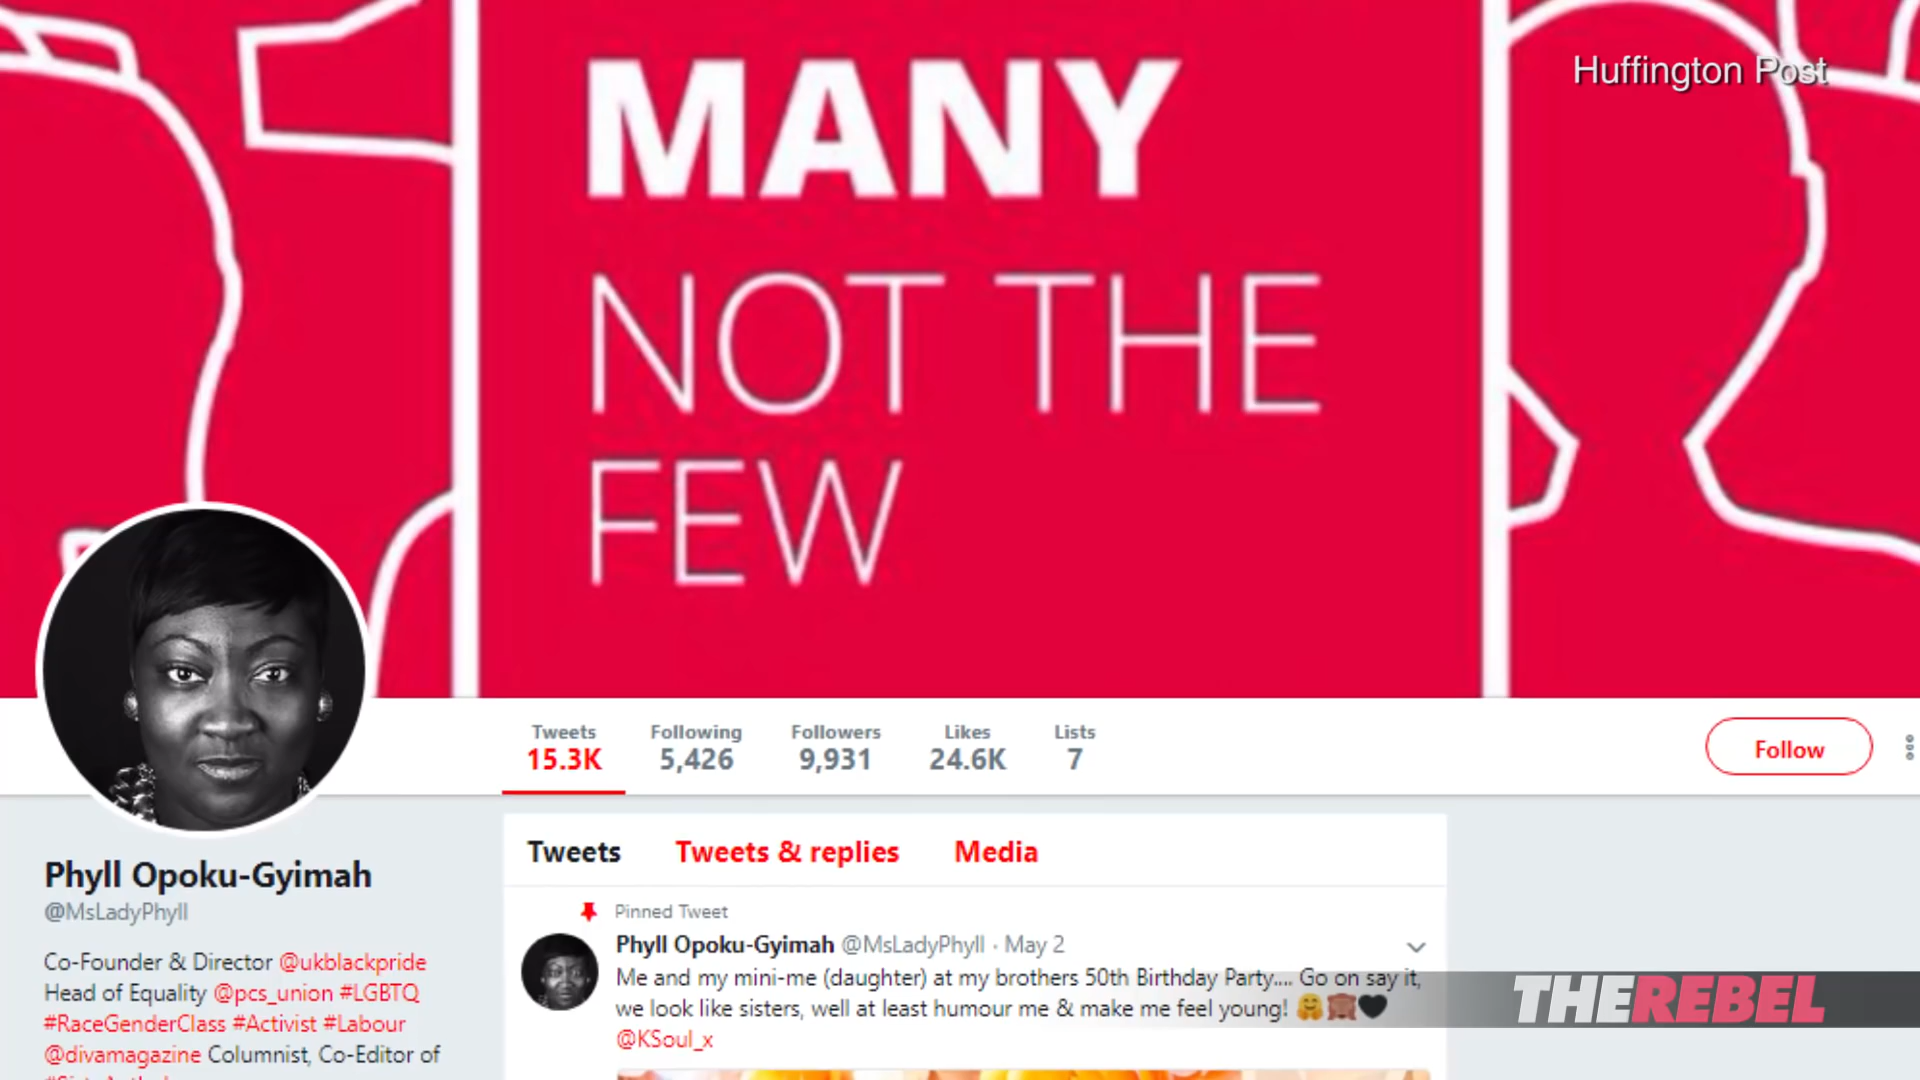 MANY
NOT THE
FEW
Huffington Post
Tweets Following Followers Likes Lists
15.3K 5,426 9,931 24.6K 7
Follow
Phyll Opoku-Gyimah
@MsLadyPhyll
Co-Founder & Director @ukblackpride
Head of Equality @pcs_union #LGBTQ
#RaceGenderClass #Activist #Labour
@divamagazine Columnist, Co-Editor of
Tweets Tweets & replies Media
Pinned Tweet
Phyll Opoku-Gyimah @MsLadyPhyll · May 2
Me and my mini-me (daughter) at my brothers 50th Birthday Party.... Go on say it,
we look like sisters, well at least humour me & make me feel young! 🤗🙈🖤
@KSoul_x
THEREBEL